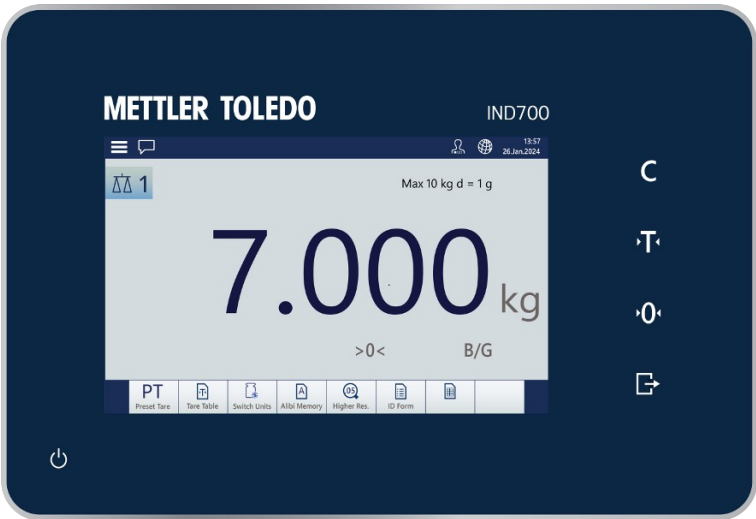 METTLER TOLEDO
IND700
13:57
26.Jan.2024
1
Max 10 kg d = 1 g
7.000 kg
>0< B/G
PT
Preset Tare
T
Tare Table
Switch Units
A
Alibi Memory
05
Higher Res.
ID Form
C
T
0